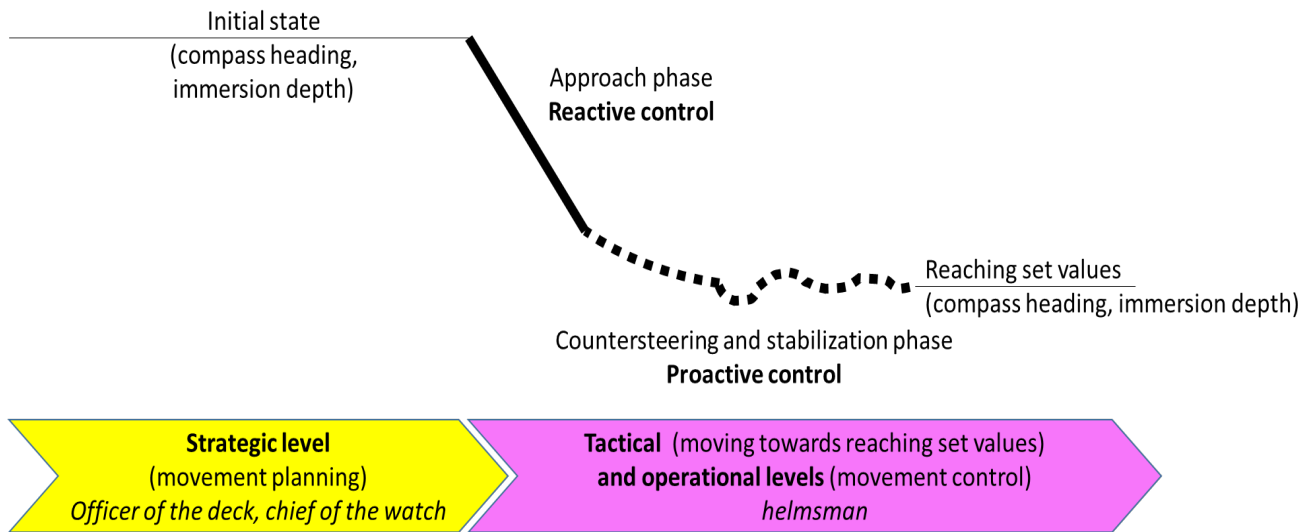 Initial state
(compass heading,
immersion depth)
Approach phase
Reactive control
Reaching set values
(compass heading, immersion depth)
Countersteering and stabilization phase
Proactive control
Strategic level
(movement planning)
Officer of the deck, chief of the watch
Tactical (moving towards reaching set values)
and operational levels (movement control)
helmsman